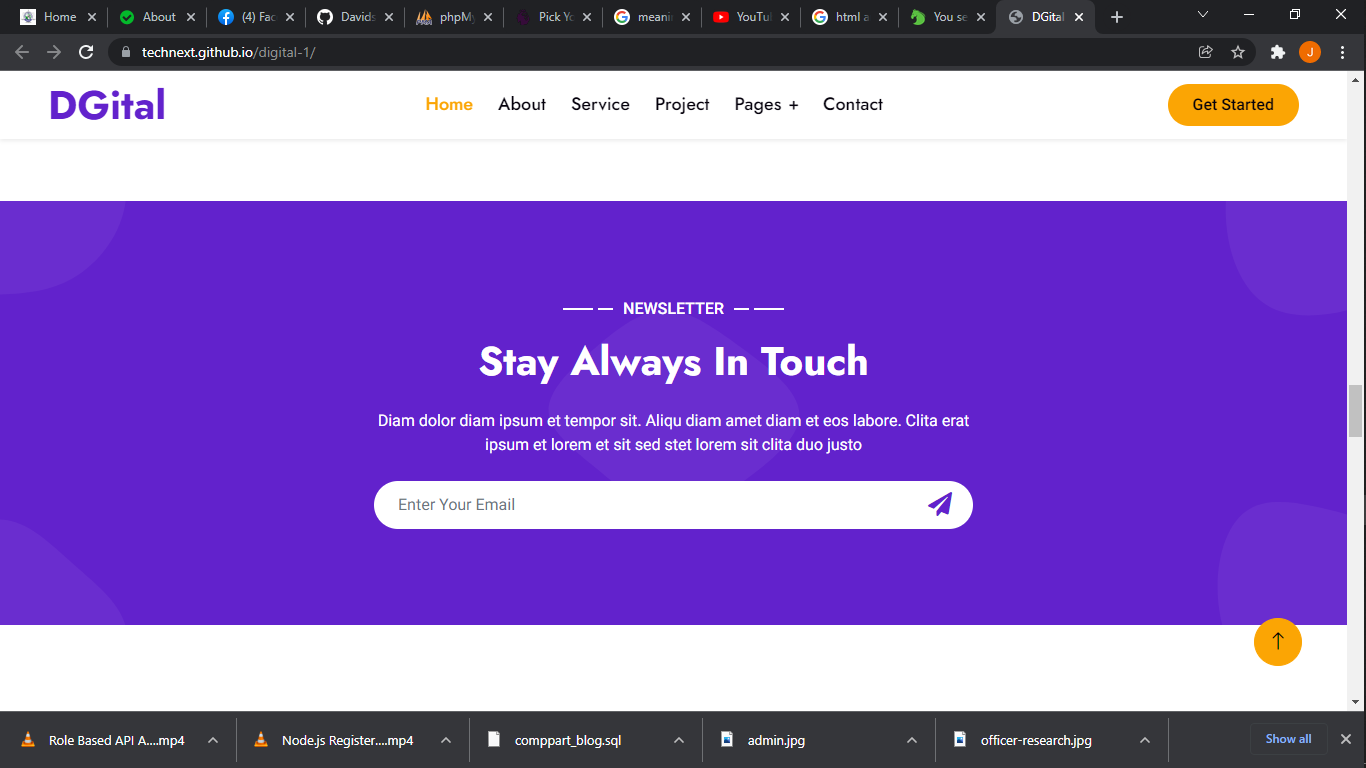 Home
About
(4) Fac
Davids
phpMy
Pick Yo
meani
YouTu
html a
You se
DGital
technext.github.io/digital-1/
J
DGital
Home About Service Project Pages + Contact
Get Started
NEWSLETTER
Stay Always In Touch
Diam dolor diam ipsum et tempor sit. Aliqu diam amet diam et eos labore. Clita erat
ipsum et lorem et sit sed stet lorem sit clita duo justo
Enter Your Email
Role Based API A....mp4
Node.js Register....mp4
comppart_blog.sql
admin.jpg
officer-research.jpg
Show all